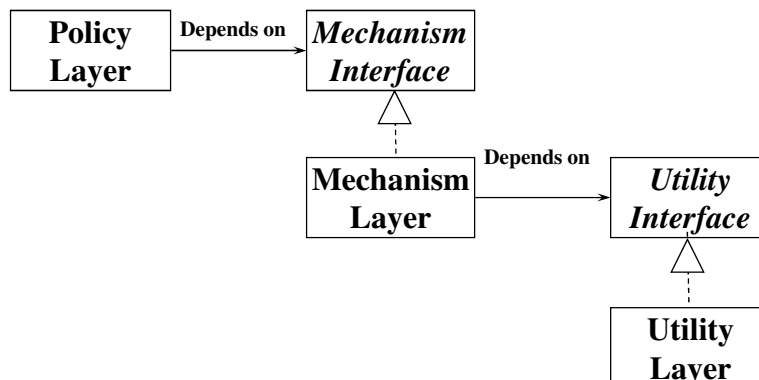 Policy
Layer
Depends on
Mechanism
Interface
Mechanism
Layer
Depends on
Utility
Interface
Utility
Layer